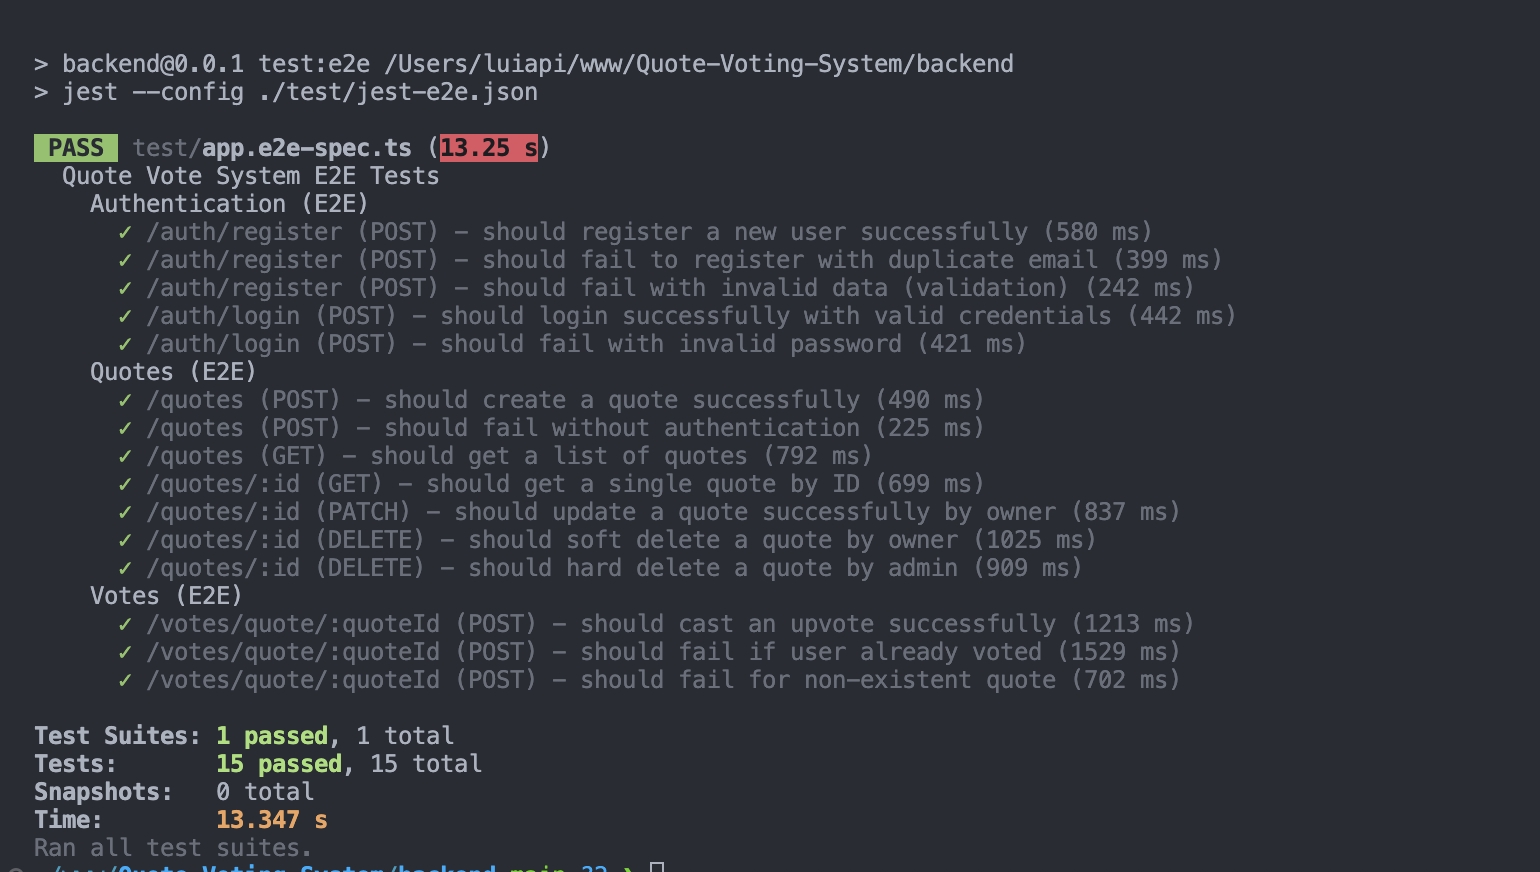 > backend@0.0.1 test:e2e /Users/luiapi/www/Quote-Voting-System/backend
> jest --config ./test/jest-e2e.json
PASS test/app.e2e-spec.ts (13.25 s)
Quote Vote System E2E Tests
Authentication (E2E)
✓ /auth/register (POST) – should register a new user successfully (580 ms)
✓ /auth/register (POST) – should fail to register with duplicate email (399 ms)
✓ /auth/register (POST) – should fail with invalid data (validation) (242 ms)
✓ /auth/login (POST) – should login successfully with valid credentials (442 ms)
✓ /auth/login (POST) – should fail with invalid password (421 ms)
Quotes (E2E)
✓ /quotes (POST) – should create a quote successfully (490 ms)
✓ /quotes (POST) – should fail without authentication (225 ms)
✓ /quotes (GET) – should get a list of quotes (792 ms)
✓ /quotes/:id (GET) – should get a single quote by ID (699 ms)
✓ /quotes/:id (PATCH) – should update a quote successfully by owner (837 ms)
✓ /quotes/:id (DELETE) – should soft delete a quote by owner (1025 ms)
✓ /quotes/:id (DELETE) – should hard delete a quote by admin (909 ms)
Votes (E2E)
✓ /votes/quote/:quoteId (POST) – should cast an upvote successfully (1213 ms)
✓ /votes/quote/:quoteId (POST) – should fail if user already voted (1529 ms)
✓ /votes/quote/:quoteId (POST) – should fail for non-existent quote (702 ms)
Test Suites: 1 passed, 1 total
Tests: 15 passed, 15 total
Snapshots: 0 total
Time: 13.347 s
Ran all test suites.